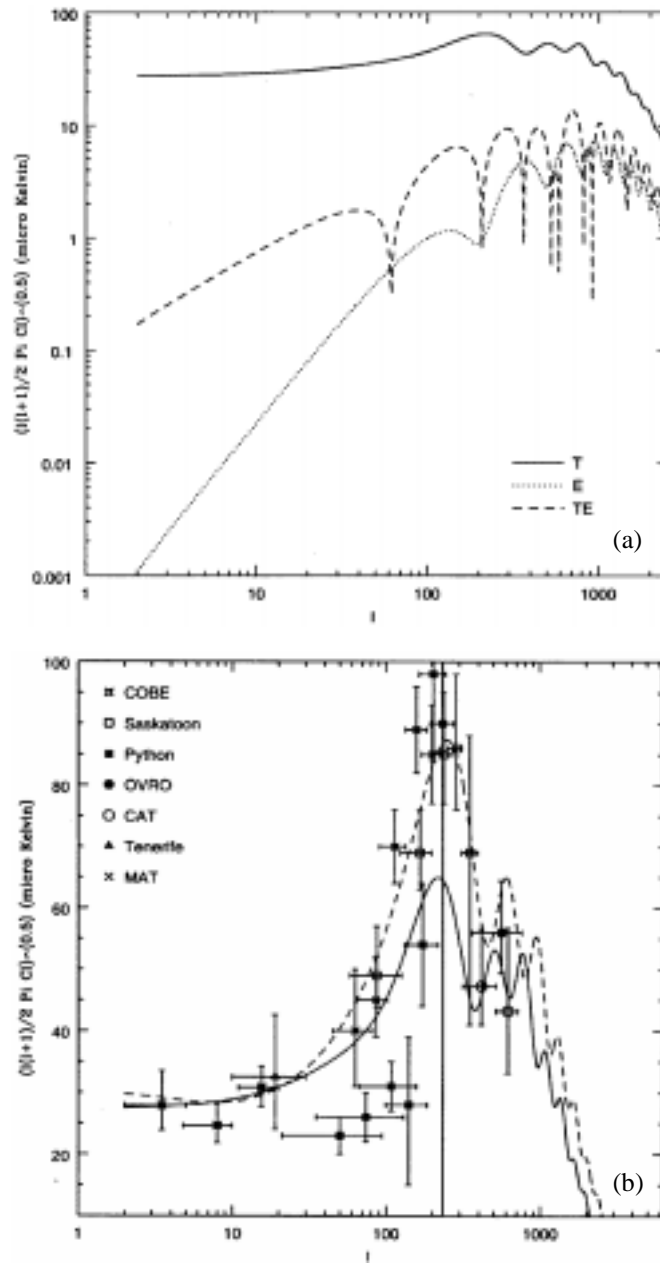 100
10
1
0.1
0.01
0.001
(l(l+1)/2 Pi Cl)~(0.5) (micro Kelvin)
T
E
TE
(a)
1 10 100 1000
l
100
80
60
40
20
(l(l+1)/2 Pi Cl)~(0.5) (micro Kelvin)
COBE
Saskatoon
Python
OVRO
CAT
Tenerife
MAT
(b)
1 10 100 1000
l